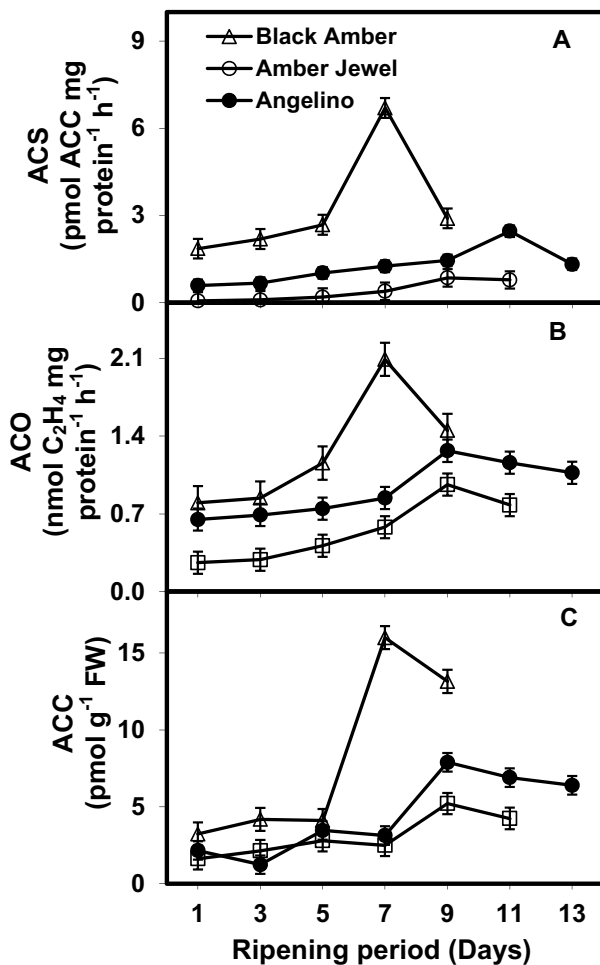 A
Black Amber
Amber Jewel
Angelino
ACS
(pmol ACC mg
protein⁻¹ h⁻¹)
9
6
3
0
B
ACO
(nmol C₂H₄ mg
protein⁻¹ h⁻¹)
2.1
1.4
0.7
0.0
C
ACC
(pmol g⁻¹ FW)
15
10
5
0
1 3 5 7 9 11 13
Ripening period (Days)